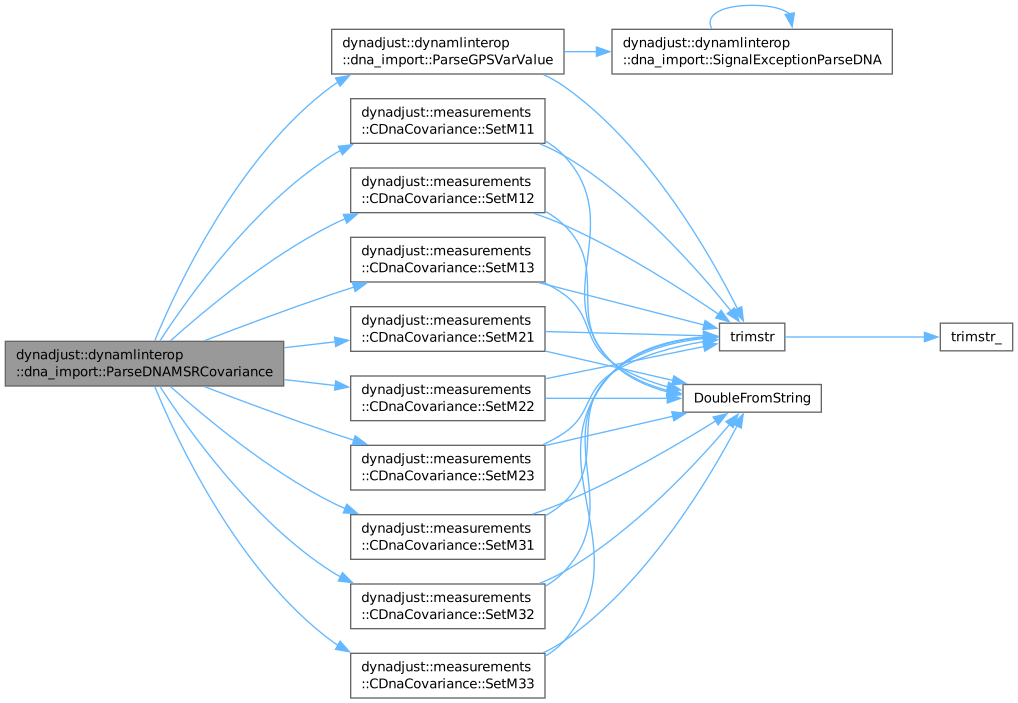 dynadjust::dynamlinterop
::dna_import::ParseDNAMSRCovariance
dynadjust::dynamlinterop
::dna_import::ParseGPSVarValue
dynadjust::dynamlinterop
::dna_import::SignalExceptionParseDNA
dynadjust::measurements
::CDnaCovariance::SetM11
dynadjust::measurements
::CDnaCovariance::SetM12
dynadjust::measurements
::CDnaCovariance::SetM13
dynadjust::measurements
::CDnaCovariance::SetM21
dynadjust::measurements
::CDnaCovariance::SetM22
dynadjust::measurements
::CDnaCovariance::SetM23
dynadjust::measurements
::CDnaCovariance::SetM31
dynadjust::measurements
::CDnaCovariance::SetM32
dynadjust::measurements
::CDnaCovariance::SetM33
trimstr
trimstr_
DoubleFromString